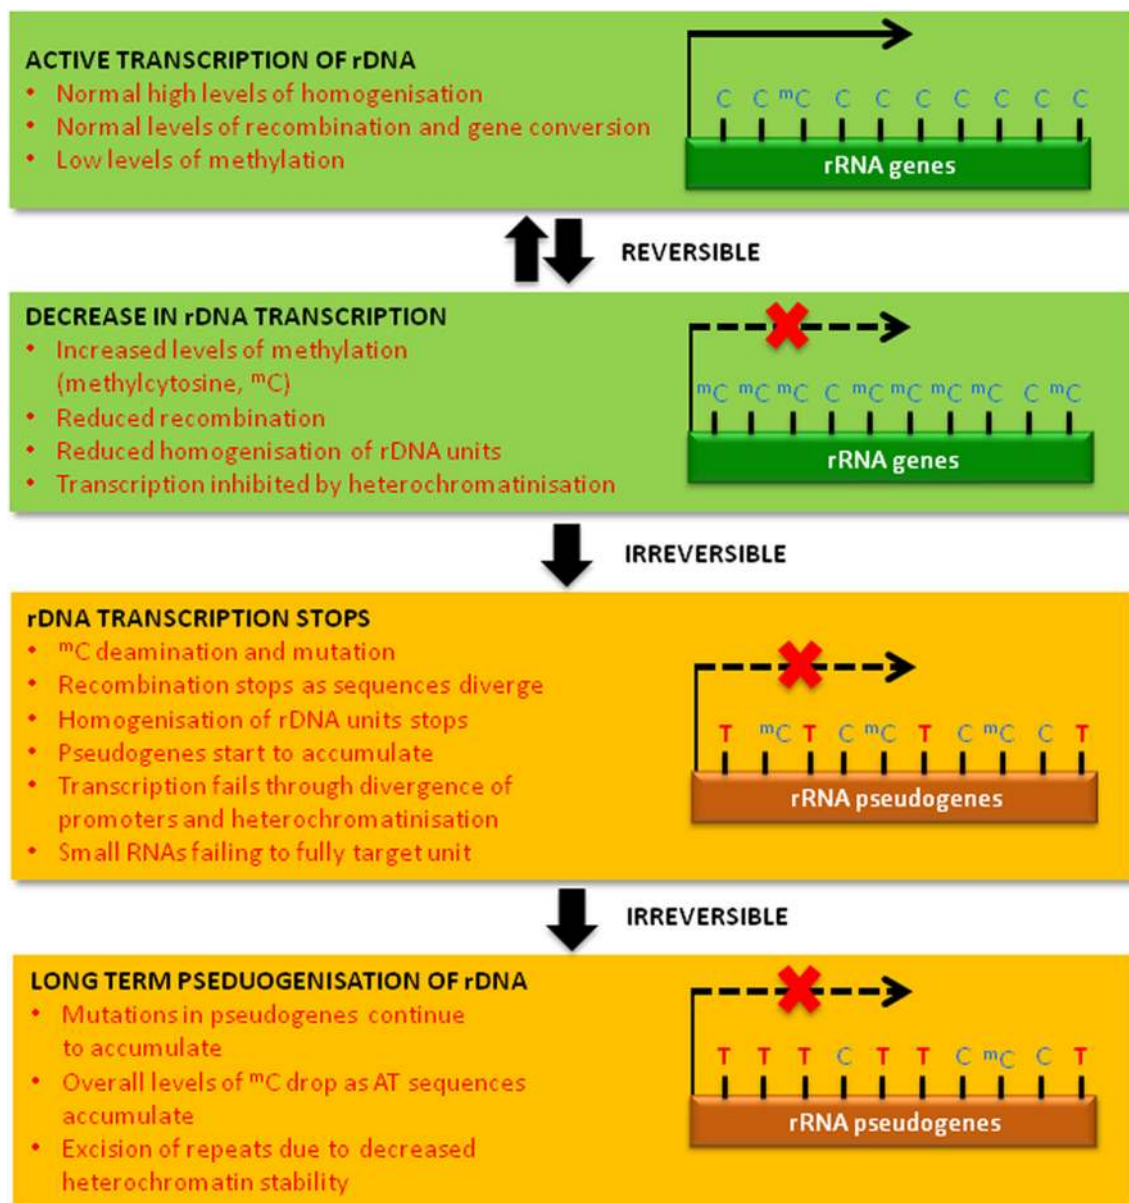 ACTIVE TRANSCRIPTION OF rDNA
• Normal high levels of homogenisation
• Normal levels of recombination and gene conversion
• Low levels of methylation
C C ᵐC C C C C C C C
rRNA genes
REVERSIBLE
DECREASE IN rDNA TRANSCRIPTION
• Increased levels of methylation
(methylcytosine, ᵐC)
• Reduced recombination
• Reduced homogenisation of rDNA units
• Transcription inhibited by heterochromatinisation
ᵐC ᵐC ᵐC C ᵐC ᵐC ᵐC ᵐC C ᵐC
rRNA genes
IRREVERSIBLE
rDNA TRANSCRIPTION STOPS
• ᵐC deamination and mutation
• Recombination stops as sequences diverge
• Homogenisation of rDNA units stops
• Pseudogenes start to accumulate
• Transcription fails through divergence of
promoters and heterochromatinisation
• Small RNAs failing to fully target unit
T ᵐC T C ᵐC T C ᵐC C T
rRNA pseudogenes
IRREVERSIBLE
LONG TERM PSEDUOGENISATION OF rDNA
• Mutations in pseudogenes continue
to accumulate
• Overall levels of ᵐC drop as AT sequences
accumulate
• Excision of repeats due to decreased
heterochromatin stability
T T T C T T C ᵐC C T
rRNA pseudogenes